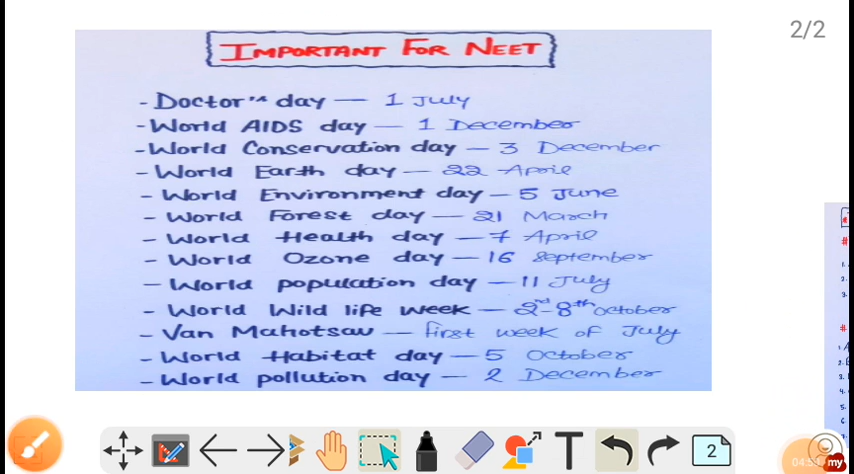 2/2
IMPORTANT FOR NEET
- Doctor's day — 1 July
- World AIDS day — 1 December
- World Conservation day — 3 December
- World Earth day — 22 April
- World Environment day — 5 June
- World Forest day — 21 March
- World Health day — 7 April
- World Ozone day — 16 September
- World population day — 11 July
- World Wild life week — 2nd-8th october
- Van Mahotsav — first week of July
- World Habitat day — 5 October
- World pollution day — 2 December
T
2
04:54 my